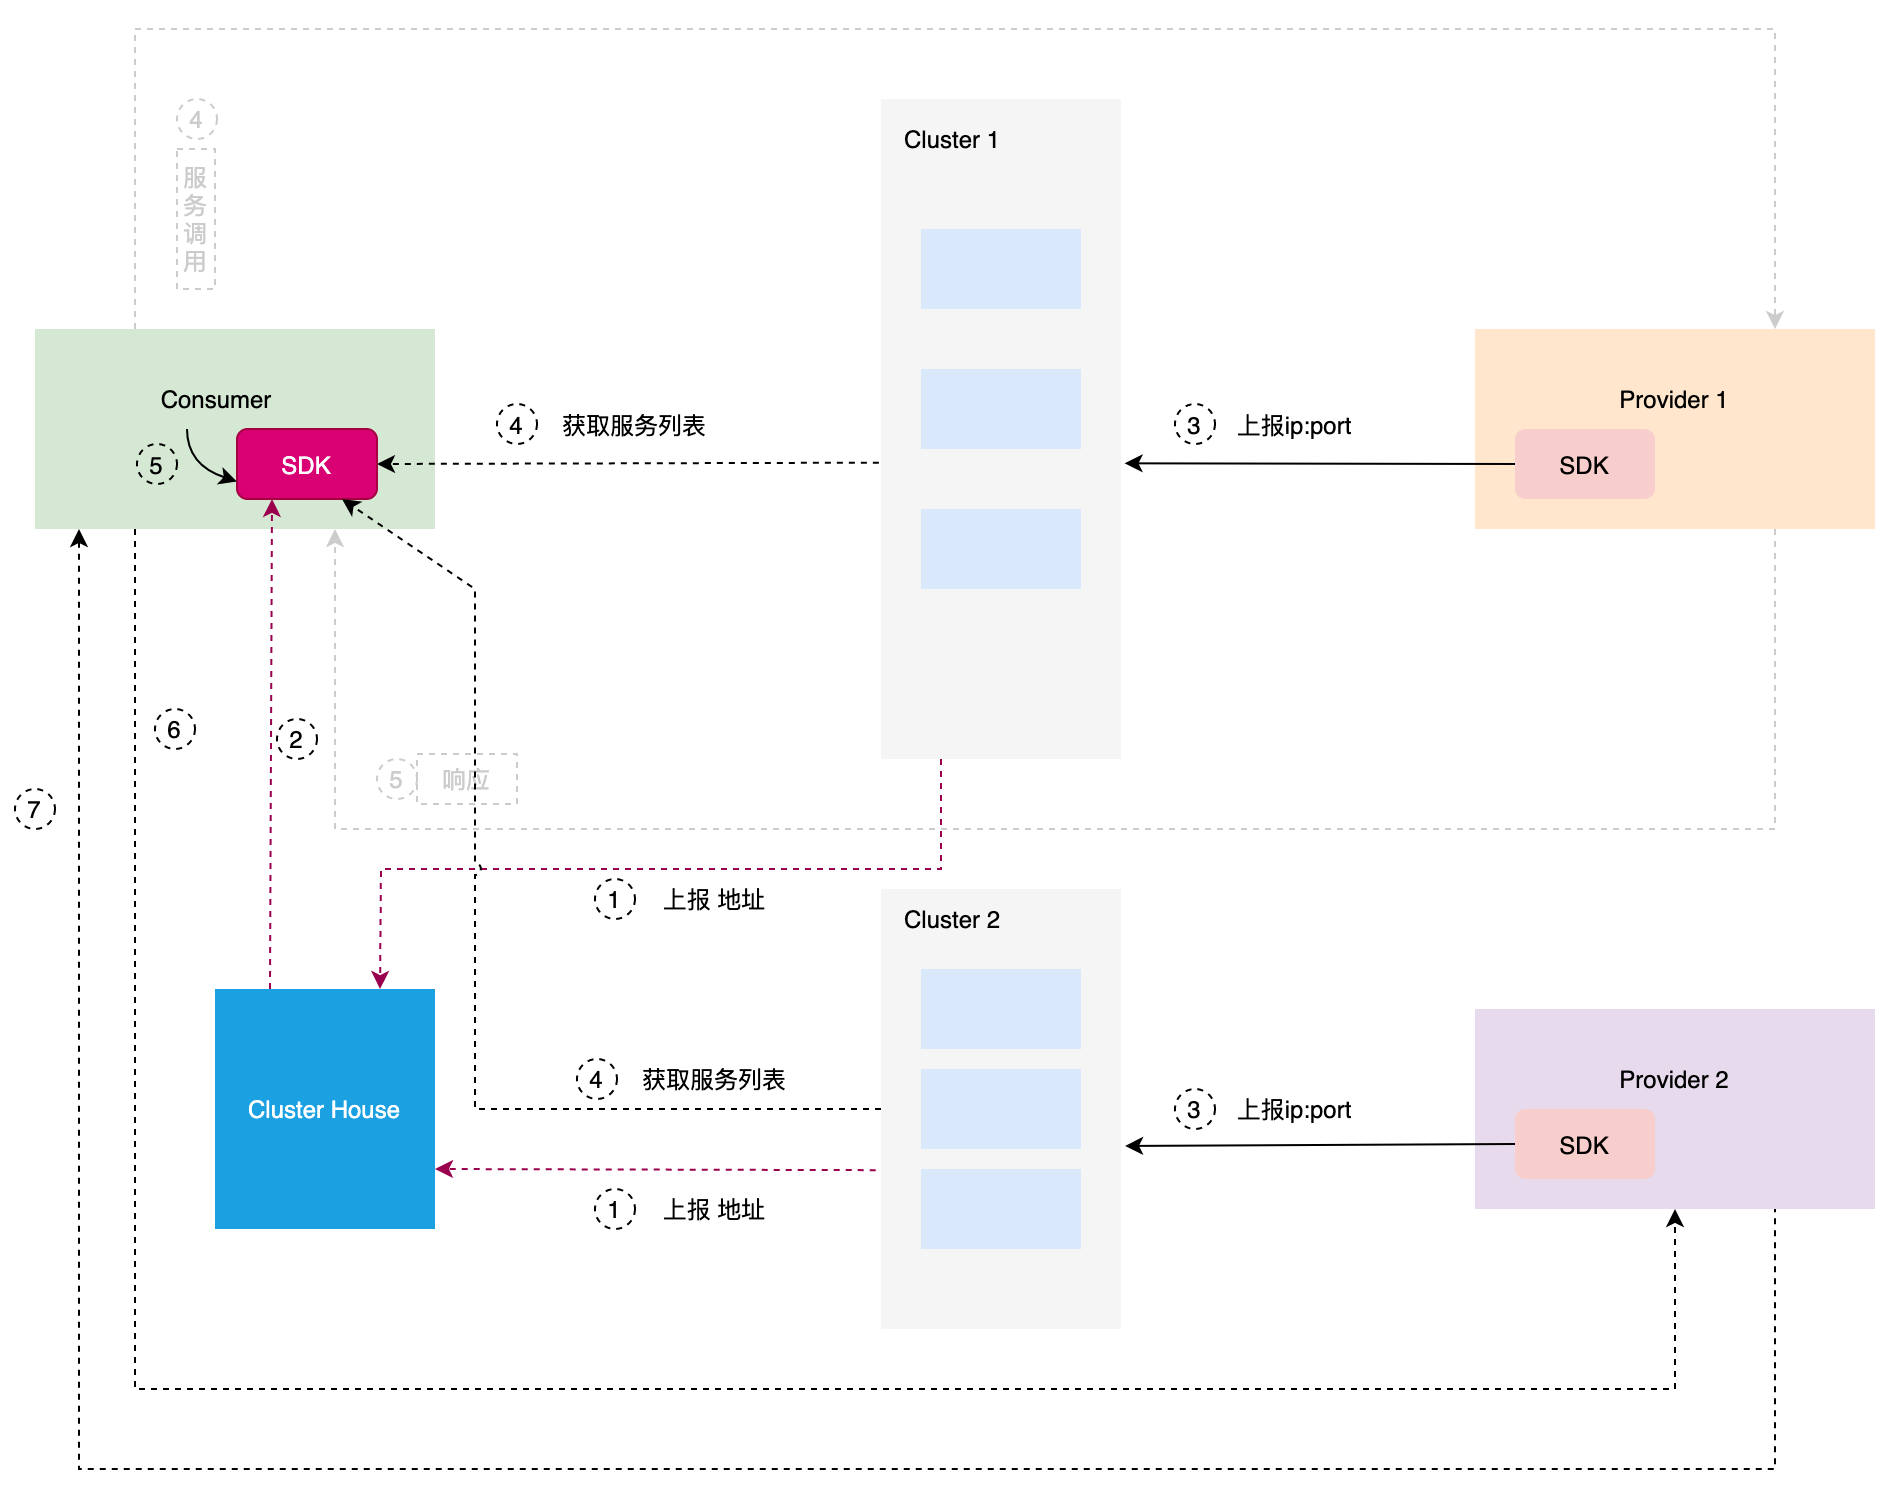 4
服
务
调
用
Cluster 1
Consumer
5
SDK
4 获取服务列表
3 上报ip:port
Provider 1
SDK
6
2
7
5 响应
1 上报 地址
Cluster 2
Cluster House
4 获取服务列表
3 上报ip:port
Provider 2
SDK
1 上报 地址